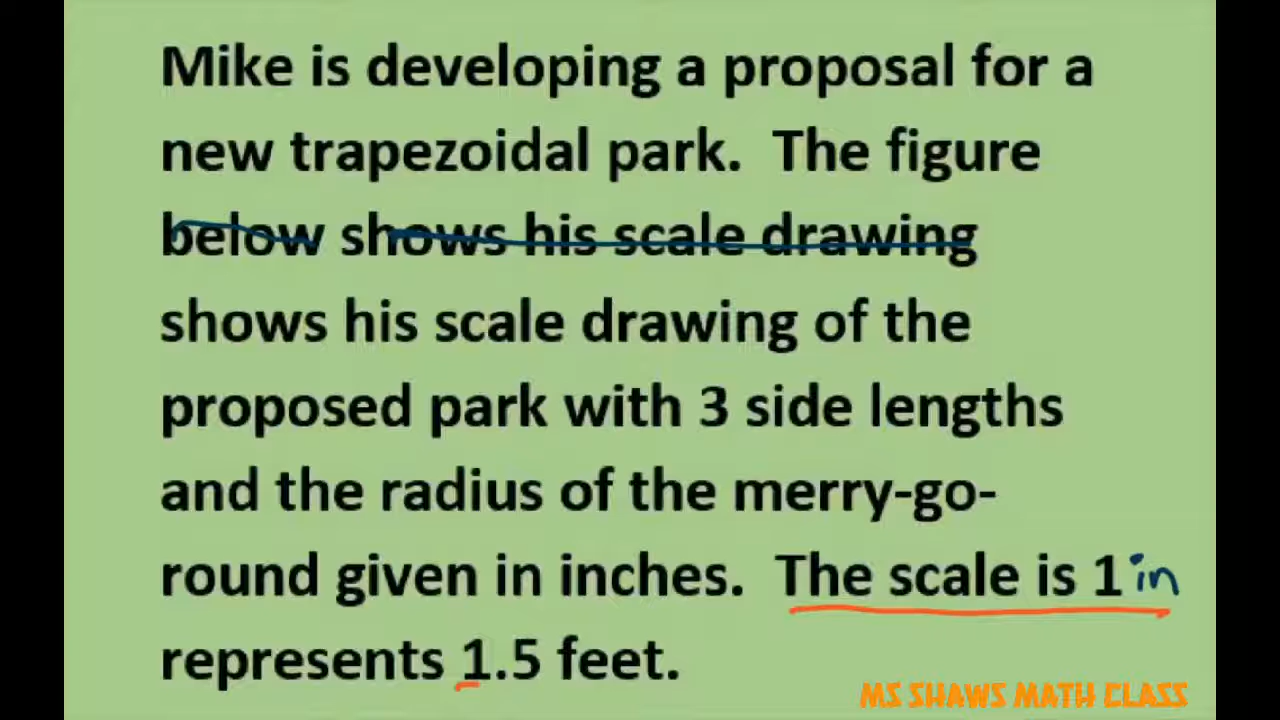 Mike is developing a proposal for a
new trapezoidal park. The figure
below shows his scale drawing
shows his scale drawing of the
proposed park with 3 side lengths
and the radius of the merry-go-
round given in inches. The scale is 1 in
represents 1.5 feet.
MS SHAWS MATH CLASS